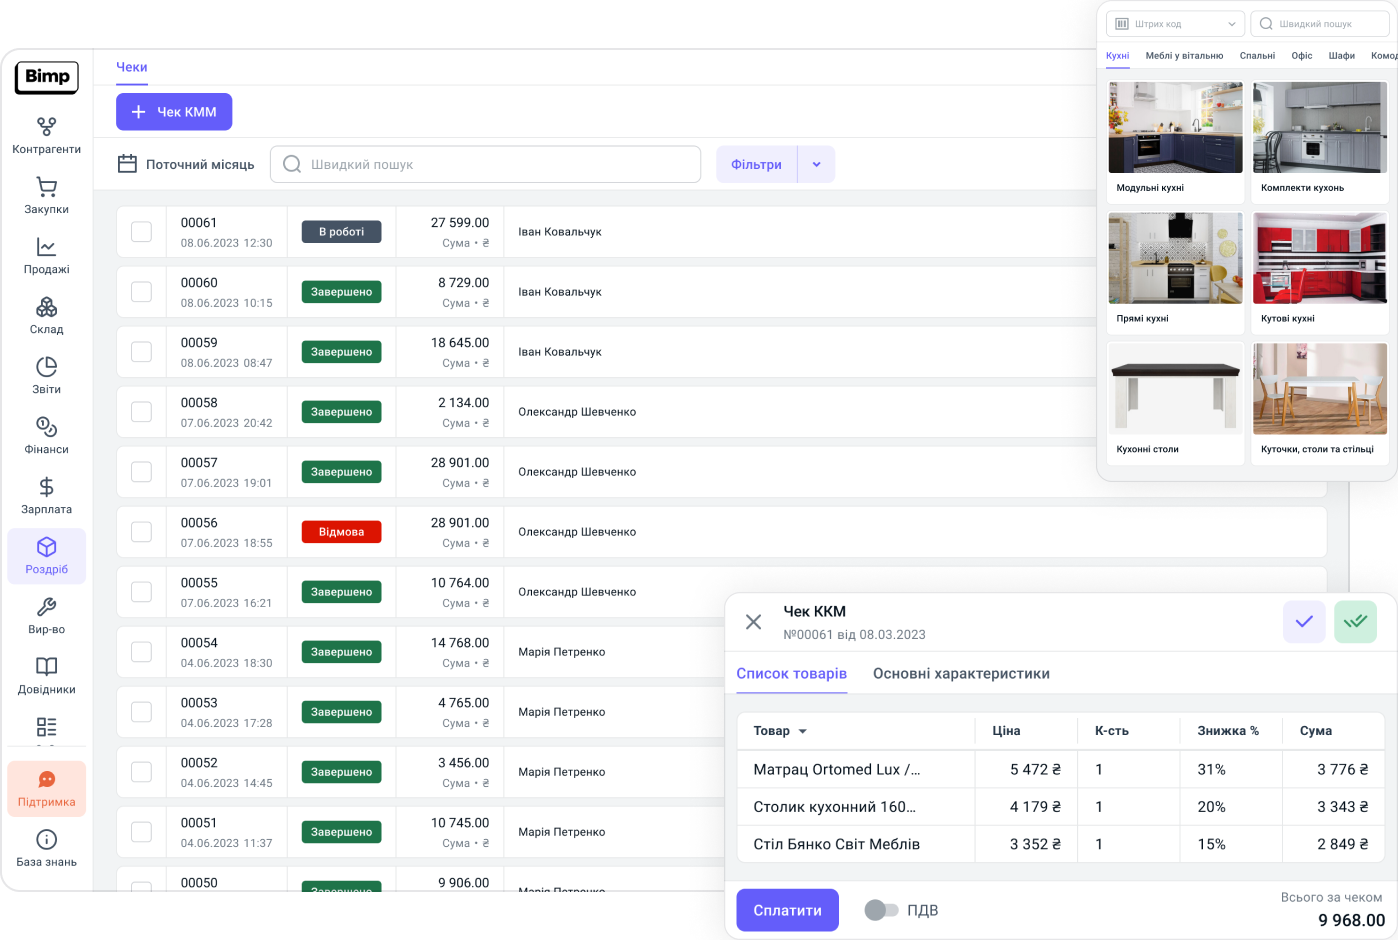 Bimp
Контрагенти
Закупки
Продажі
Склад
Звіти
Фінанси
Зарплата
Роздріб
Вир-во
Довідники
Підтримка
База знань
Чеки
+ Чек КММ
Поточний місяць
Швидкий пошук
Фільтри
00061
08.06.2023 12:30
В роботі
27 599.00
Сума • ₴
Іван Ковальчук
00060
08.06.2023 10:15
Завершено
8 729.00
Сума • ₴
Іван Ковальчук
00059
08.06.2023 08:47
Завершено
18 645.00
Сума • ₴
Іван Ковальчук
00058
07.06.2023 20:42
Завершено
2 134.00
Сума • ₴
Олександр Шевченко
00057
07.06.2023 19:01
Завершено
28 901.00
Сума • ₴
Олександр Шевченко
00056
07.06.2023 18:55
Відмова
28 901.00
Сума • ₴
Олександр Шевченко
00055
07.06.2023 16:21
Завершено
10 764.00
Сума • ₴
Олександр Шевченко
00054
04.06.2023 18:30
Завершено
14 768.00
Сума • ₴
Марія Петренко
00053
04.06.2023 17:28
Завершено
4 765.00
Сума • ₴
Марія Петренко
00052
04.06.2023 14:45
Завершено
3 456.00
Сума • ₴
Марія Петренко
00051
04.06.2023 11:37
Завершено
10 745.00
Сума • ₴
Марія Петренко
00050
Завершено
9 906.00
Марія Петренко
Штрих код
Швидкий пошук
Кухні Меблі у вітальню Спальні Офіс Шафи Комод
Модульні кухні
Комплекти кухонь
Прямі кухні
Кутові кухні
Кухонні столи
Куточки, столи та стільці
Чек ККМ
№00061 від 08.03.2023
Список товарів Основні характеристики
Товар Ціна К-сть Знижка % Сума
Матрац Ortomed Lux /... 5 472 ₴ 1 31% 3 776 ₴
Столик кухонний 160... 4 179 ₴ 1 20% 3 343 ₴
Стіл Бянко Світ Меблів 3 352 ₴ 1 15% 2 849 ₴
Сплатити
ПДВ
Всього за чеком
9 968.00